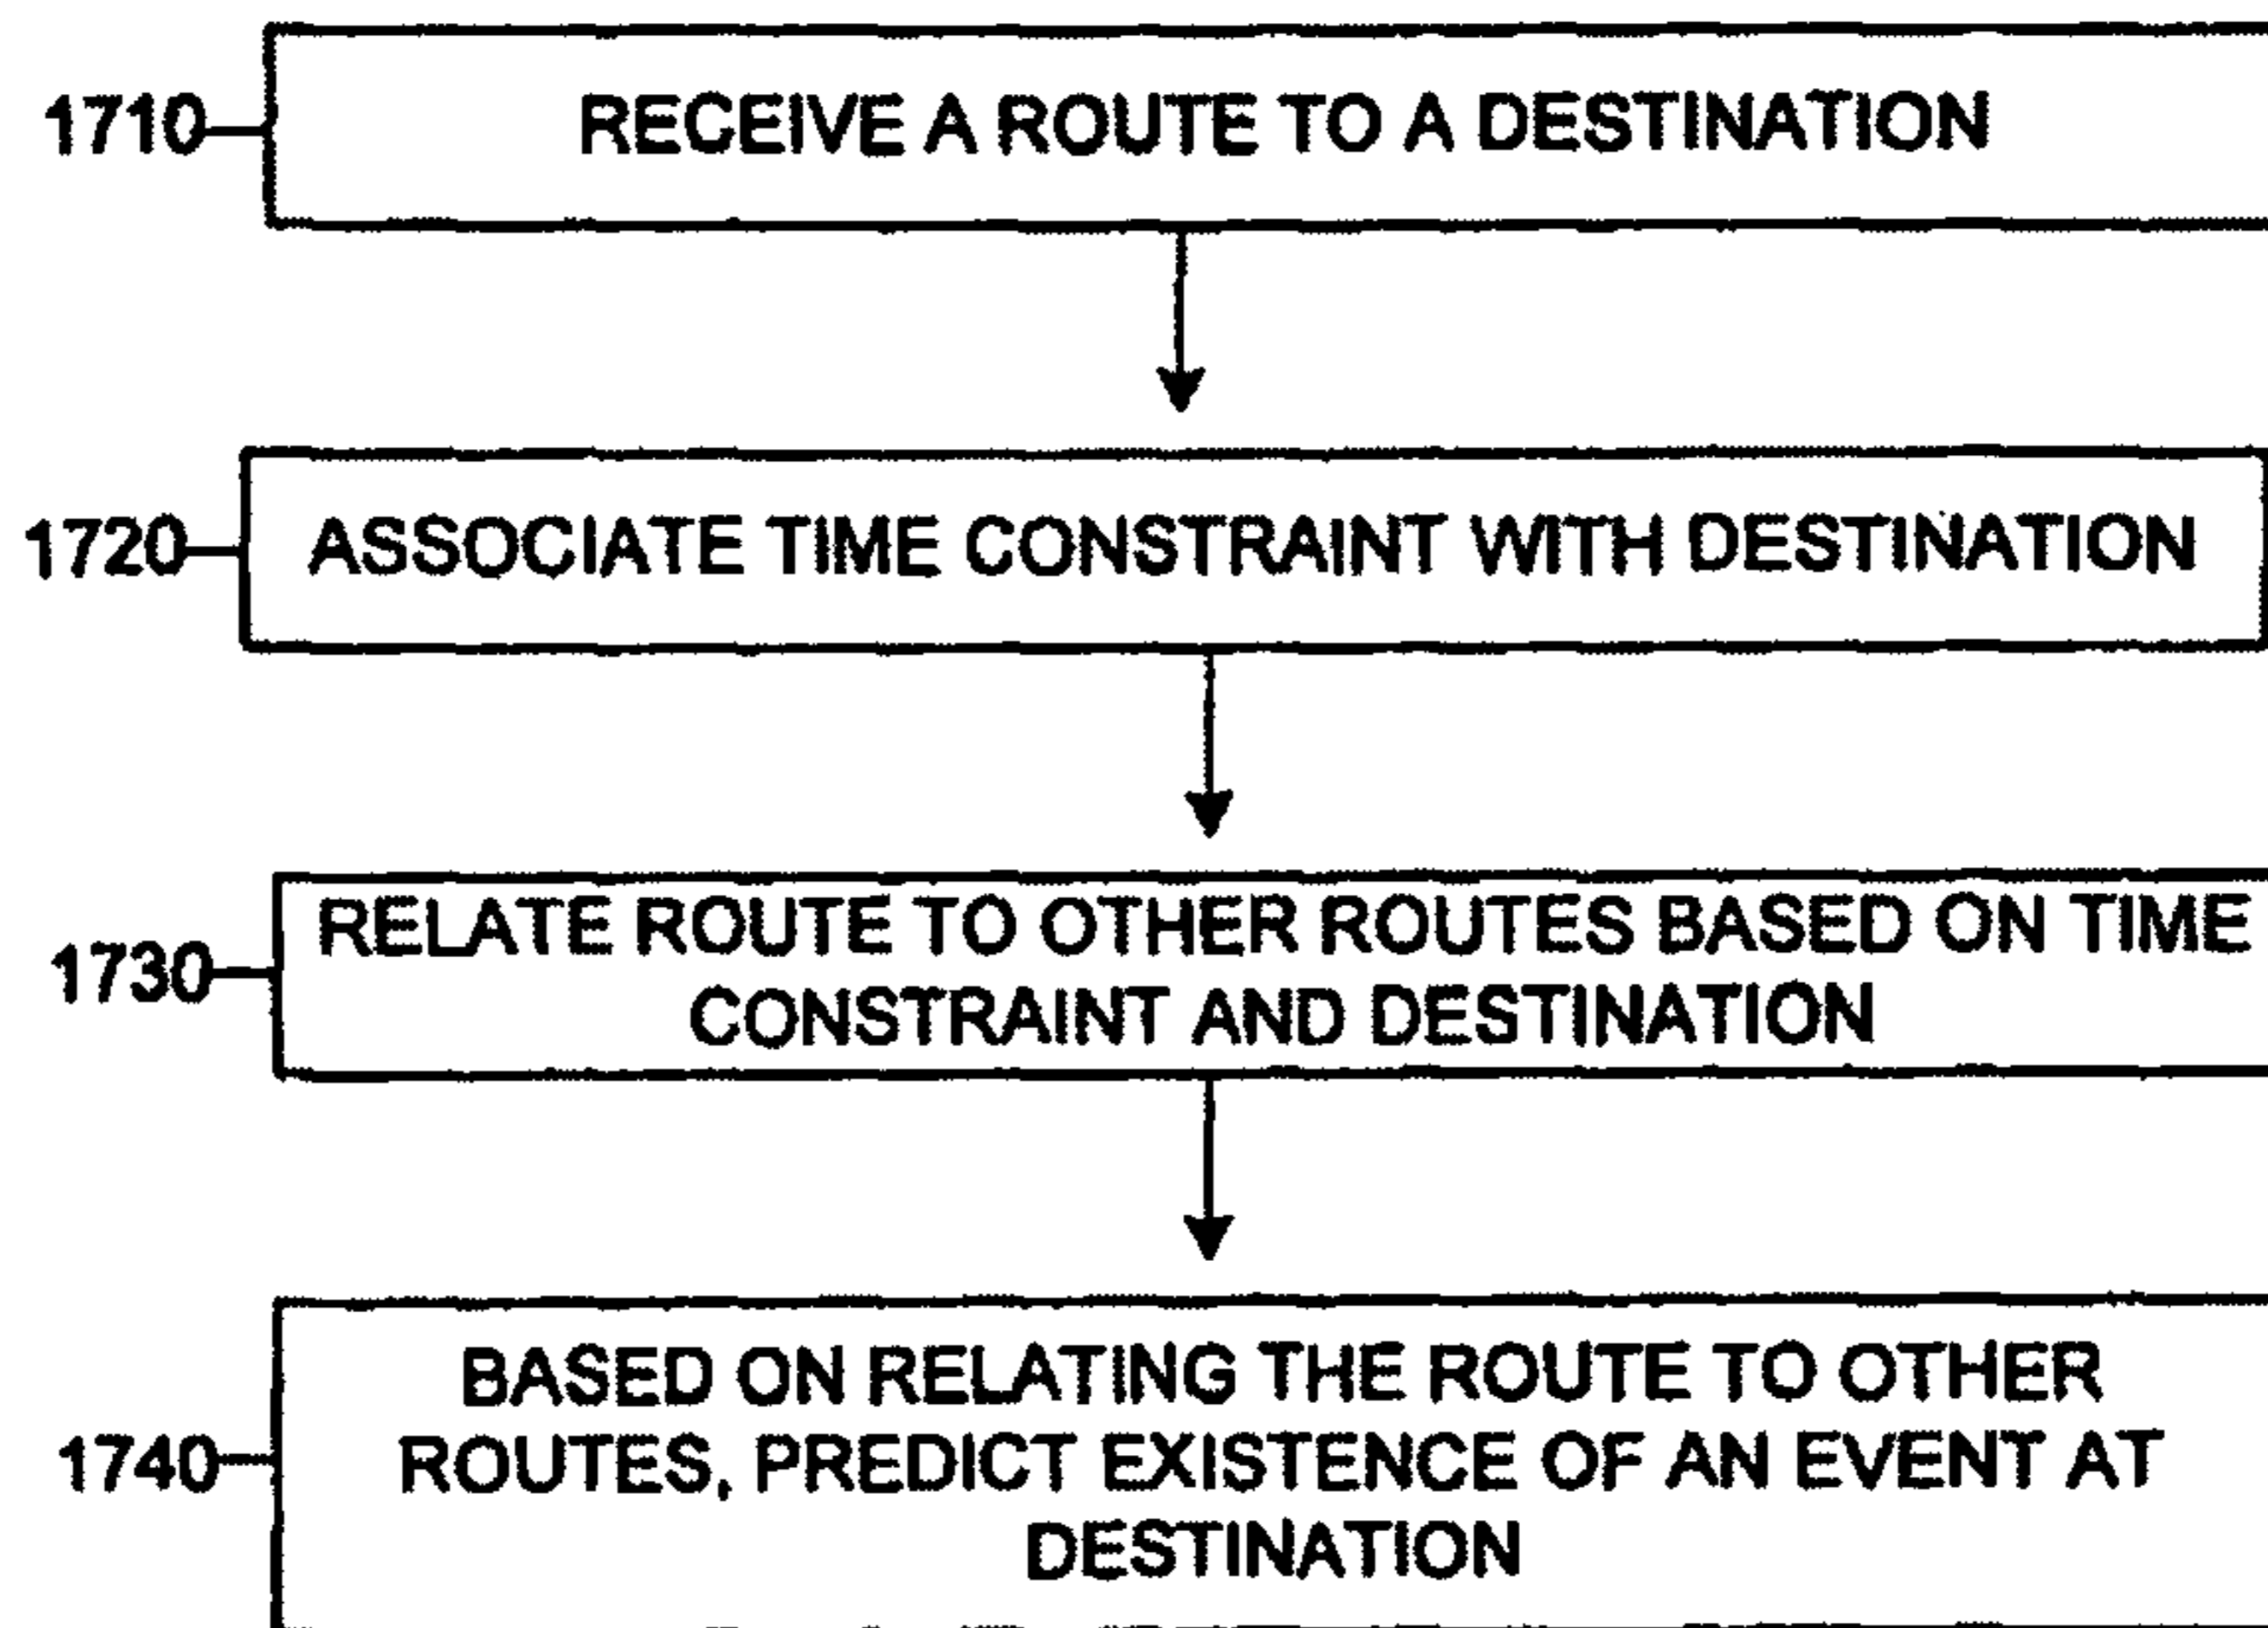 1710
RECEIVE A ROUTE TO A DESTINATION
1720
ASSOCIATE TIME CONSTRAINT WITH DESTINATION
1730
RELATE ROUTE TO OTHER ROUTES BASED ON TIME
CONSTRAINT AND DESTINATION
1740
BASED ON RELATING THE ROUTE TO OTHER
ROUTES, PREDICT EXISTENCE OF AN EVENT AT
DESTINATION